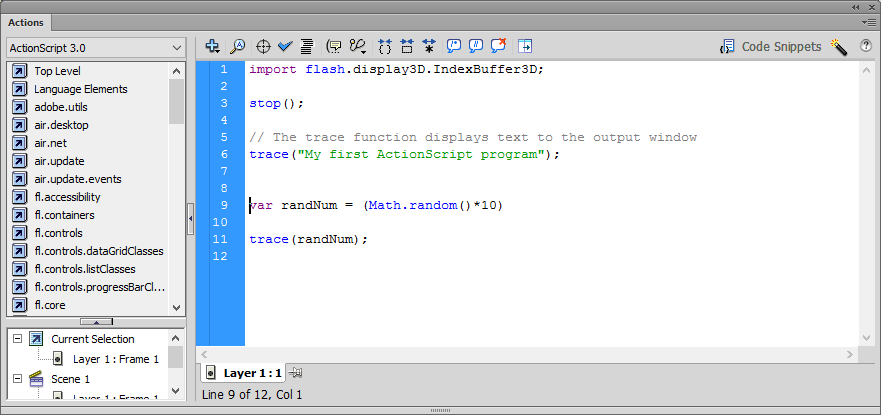 Actions
ActionScript 3.0
Code Snippets
Top Level
Language Elements
adobe.utils
air.desktop
air.net
air.update
air.update.events
fl.accessibility
fl.containers
fl.controls
fl.controls.dataGridClasses
fl.controls.listClasses
fl.controls.progressBarCl...
fl.core
Current Selection
Layer 1 : Frame 1
Scene 1
Layer 1 : Frame 1
1 import flash.display3D.IndexBuffer3D;
2
3 stop();
4
5 // The trace function displays text to the output window
6 trace("My first ActionScript program");
7
8
9 var randNum = (Math.random()*10)
10
11 trace(randNum);
12
Layer 1 : 1
Line 9 of 12, Col 1